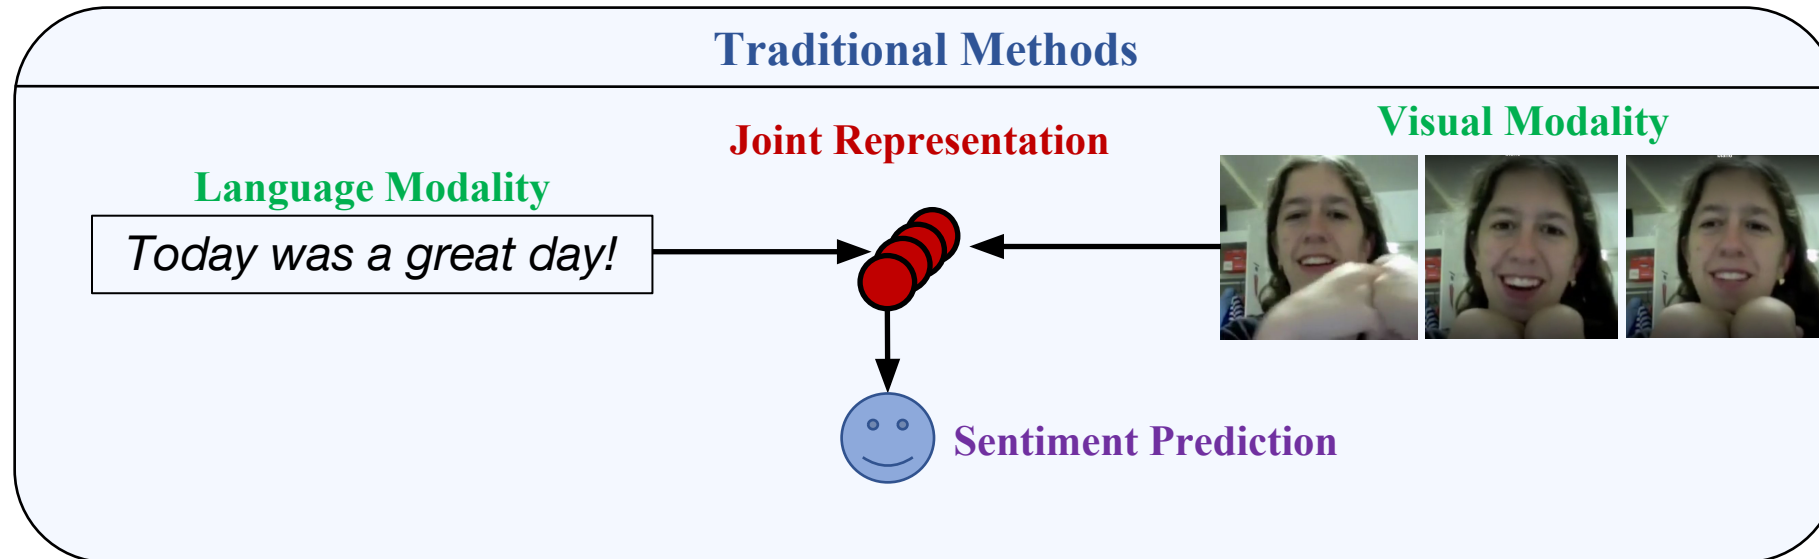 Traditional Methods
Joint Representation
Visual Modality
Language Modality
Today was a great day!
Sentiment Prediction